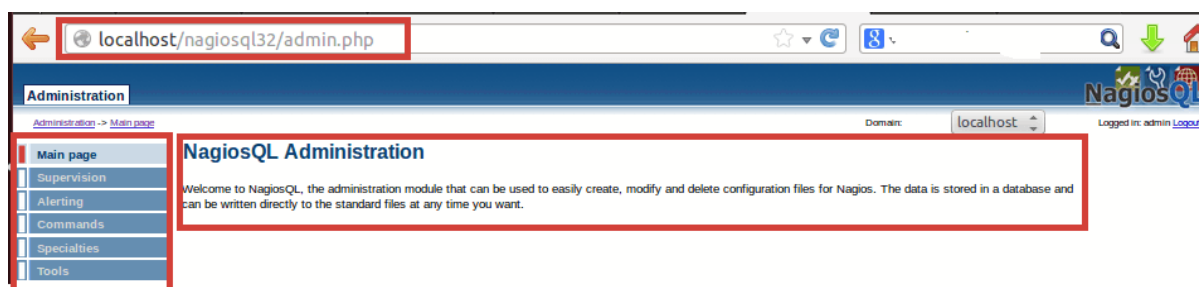 localhost/nagiosql32/admin.php
8
Administration
NagiosQL
Administration -> Main page
Domain:
localhost
Logged in: admin Logout
Main page
Supervision
Alerting
Commands
Specialties
Tools
NagiosQL Administration
Welcome to NagiosQL, the administration module that can be used to easily create, modify and delete configuration files for Nagios. The data is stored in a database and
can be written directly to the standard files at any time you want.